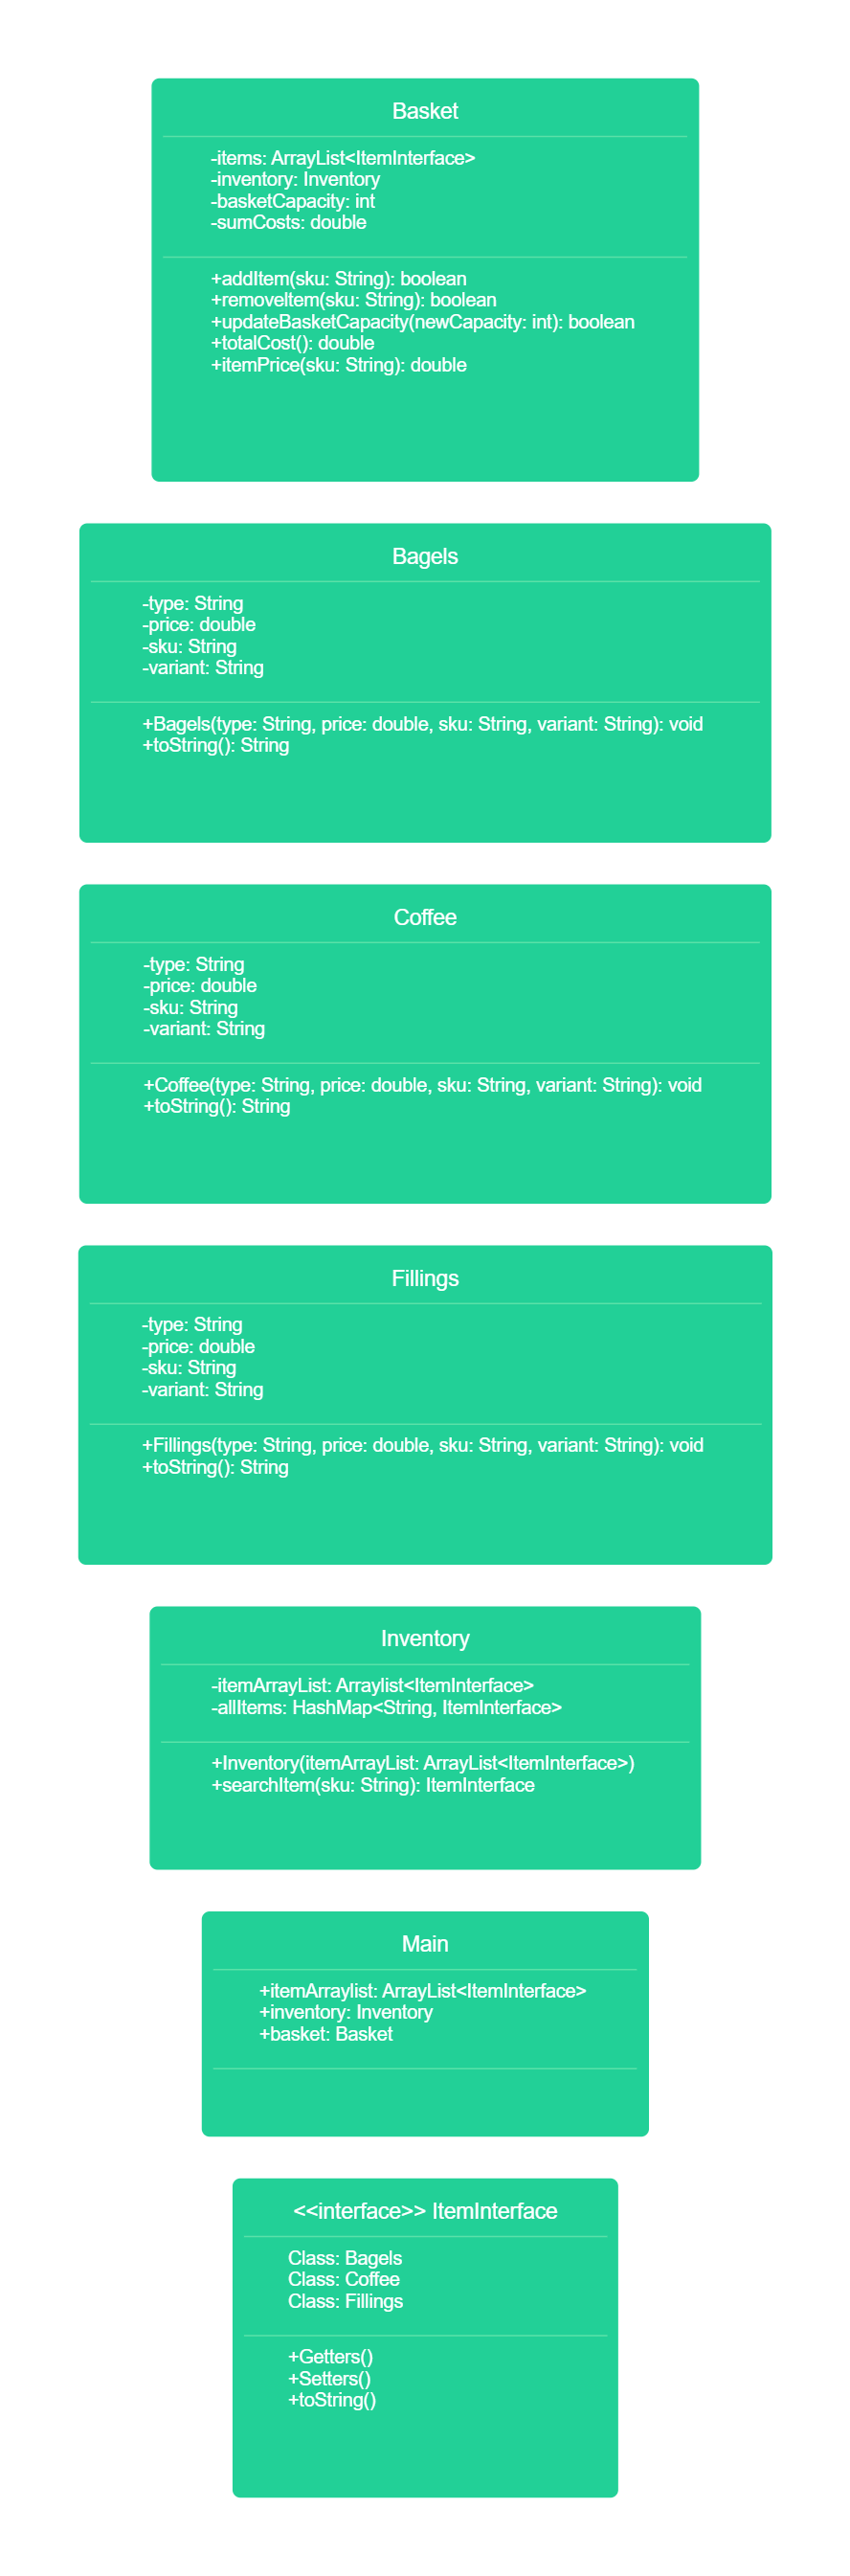 Basket
-items: ArrayList<ItemInterface>
-inventory: Inventory
-basketCapacity: int
-sumCosts: double
+addItem(sku: String): boolean
+removeItem(sku: String): boolean
+updateBasketCapacity(newCapacity: int): boolean
+totalCost(): double
+itemPrice(sku: String): double
Bagels
-type: String
-price: double
-sku: String
-variant: String
+Bagels(type: String, price: double, sku: String, variant: String): void
+toString(): String
Coffee
-type: String
-price: double
-sku: String
-variant: String
+Coffee(type: String, price: double, sku: String, variant: String): void
+toString(): String
Fillings
-type: String
-price: double
-sku: String
-variant: String
+Fillings(type: String, price: double, sku: String, variant: String): void
+toString(): String
Inventory
-itemArrayList: Arraylist<ItemInterface>
-allItems: HashMap<String, ItemInterface>
+Inventory(itemArrayList: ArrayList<ItemInterface>)
+searchItem(sku: String): ItemInterface
Main
+itemArraylist: ArrayList<ItemInterface>
+inventory: Inventory
+basket: Basket
<<interface>> ItemInterface
Class: Bagels
Class: Coffee
Class: Fillings
+Getters()
+Setters()
+toString()